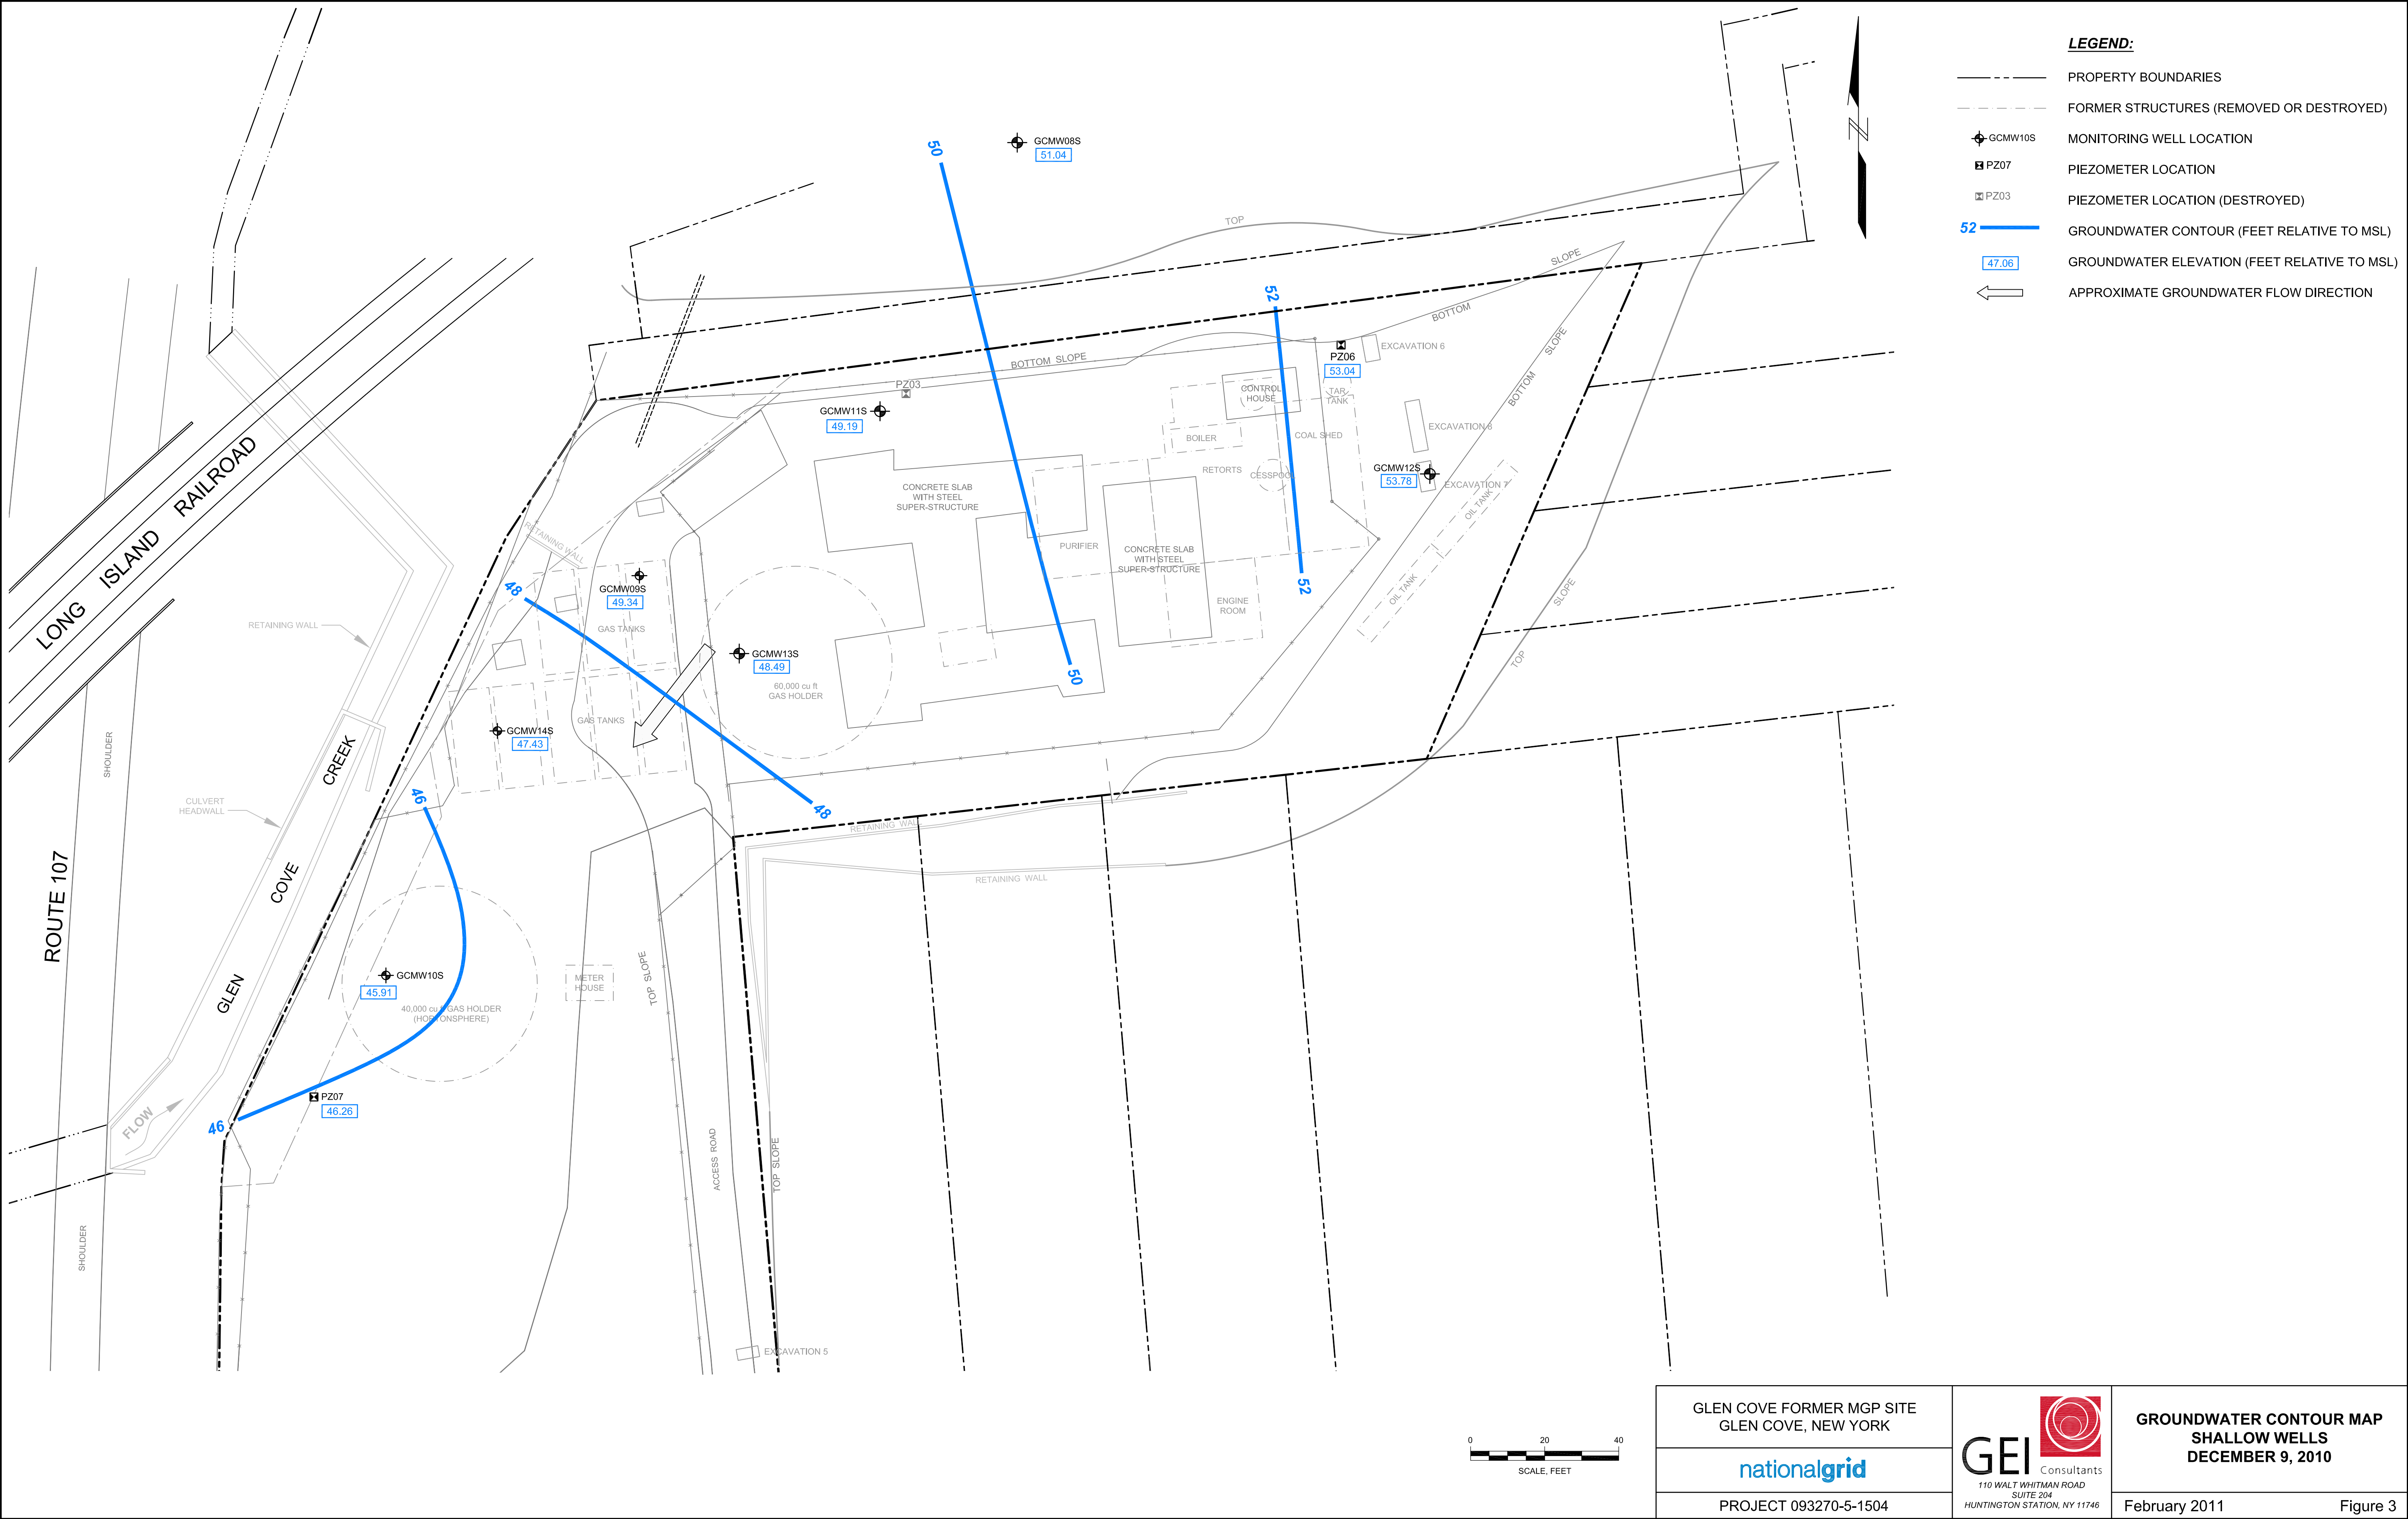 LEGEND:
PROPERTY BOUNDARIES
FORMER STRUCTURES (REMOVED OR DESTROYED)
GCMW10S
MONITORING WELL LOCATION
PZ07
PIEZOMETER LOCATION
PZ03
PIEZOMETER LOCATION (DESTROYED)
52
GROUNDWATER CONTOUR (FEET RELATIVE TO MSL)
47.06
GROUNDWATER ELEVATION (FEET RELATIVE TO MSL)
APPROXIMATE GROUNDWATER FLOW DIRECTION
N
50
GCMW08S
51.04
TOP
SLOPE
52
BOTTOM
SLOPE
PZ06
53.04
EXCAVATION 6
BOTTOM SLOPE
PZ03
GCMW11S
49.19
CONTROL
HOUSE
TAR
TANK
BOTTOM
BOILER
COAL SHED
EXCAVATION 8
RETORTS
CESSPOOL
GCMW12S
53.78
EXCAVATION 7
OIL TANK
OIL TANK
CONCRETE SLAB
WITH STEEL
SUPER-STRUCTURE
PURIFIER
CONCRETE SLAB
WITH STEEL
SUPER-STRUCTURE
52
ENGINE
ROOM
SLOPE
TOP
LONG ISLAND RAILROAD
RETAINING WALL
48
GCMW09S
49.34
GAS TANKS
RETAINING WALL
GCMW13S
48.49
60,000 cu ft
GAS HOLDER
50
GAS TANKS
GCMW14S
47.43
SHOULDER
CULVERT
HEADWALL
46
48
RETAINING WALL
RETAINING WALL
ROUTE 107
GLEN COVE CREEK
GCMW10S
45.91
40,000 cu ft GAS HOLDER
(HORTONSPHERE)
METER
HOUSE
TOP SLOPE
PZ07
46.26
46
FLOW
SHOULDER
ACCESS ROAD
TOP SLOPE
EXCAVATION 5
0 20 40
SCALE, FEET
GLEN COVE FORMER MGP SITE
GLEN COVE, NEW YORK
nationalgrid
PROJECT 093270-5-1504
GEI Consultants
110 WALT WHITMAN ROAD
SUITE 204
HUNTINGTON STATION, NY 11746
GROUNDWATER CONTOUR MAP
SHALLOW WELLS
DECEMBER 9, 2010
February 2011
Figure 3